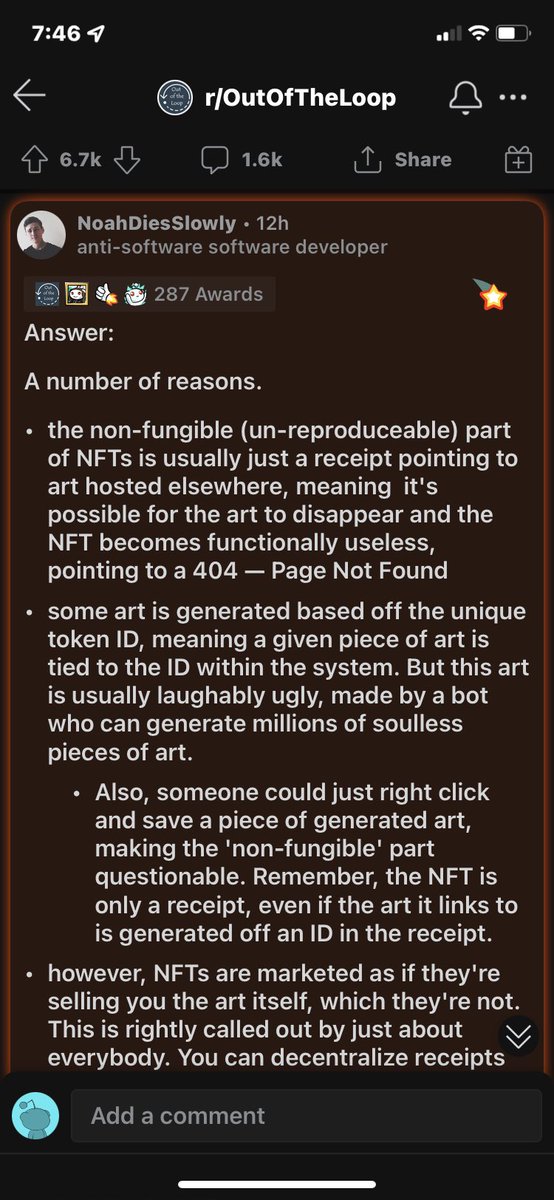 7:46
r/OutOfTheLoop
6.7k
1.6k
Share
NoahDiesSlowly • 12h
anti-software software developer
287 Awards
Answer:
A number of reasons.
• the non-fungible (un-reproduceable) part
of NFTs is usually just a receipt pointing to
art hosted elsewhere, meaning  it's
possible for the art to disappear and the
NFT becomes functionally useless,
pointing to a 404 — Page Not Found
• some art is generated based off the unique
token ID, meaning a given piece of art is
tied to the ID within the system. But this art
is usually laughably ugly, made by a bot
who can generate millions of soulless
pieces of art.
• Also, someone could just right click
and save a piece of generated art,
making the 'non-fungible' part
questionable. Remember, the NFT is
only a receipt, even if the art it links to
is generated off an ID in the receipt.
• however, NFTs are marketed as if they're
selling you the art itself, which they're not.
This is rightly called out by just about
everybody. You can decentralize receipts
Add a comment